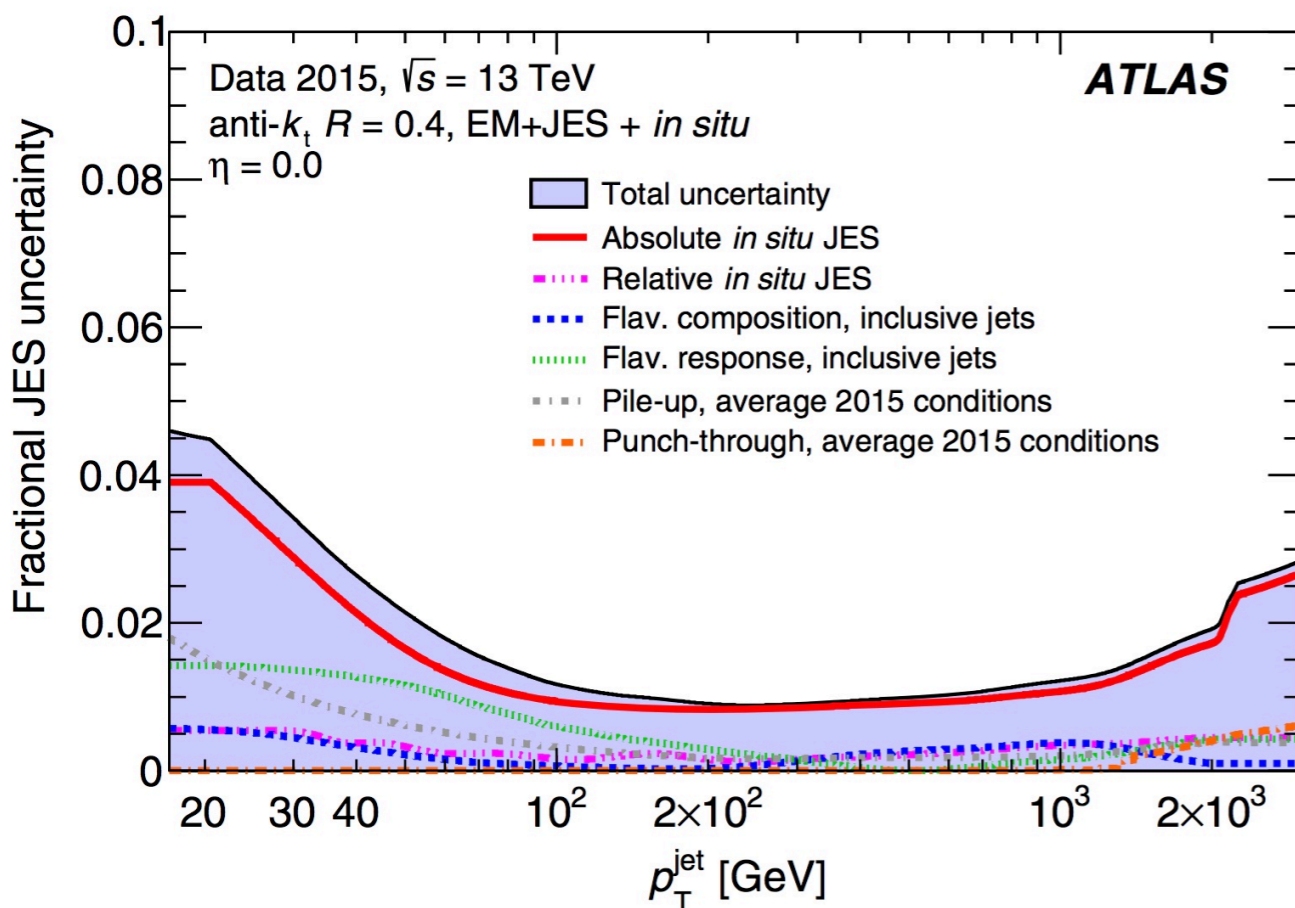 Data 2015, √s = 13 TeV
anti-kₜ R = 0.4, EM+JES + in situ
η = 0.0
ATLAS
Total uncertainty
Absolute in situ JES
Relative in situ JES
Flav. composition, inclusive jets
Flav. response, inclusive jets
Pile-up, average 2015 conditions
Punch-through, average 2015 conditions
Fractional JES uncertainty
0.1
0.08
0.06
0.04
0.02
0
20 30 40 10² 2×10² 10³ 2×10³
p_T^jet [GeV]